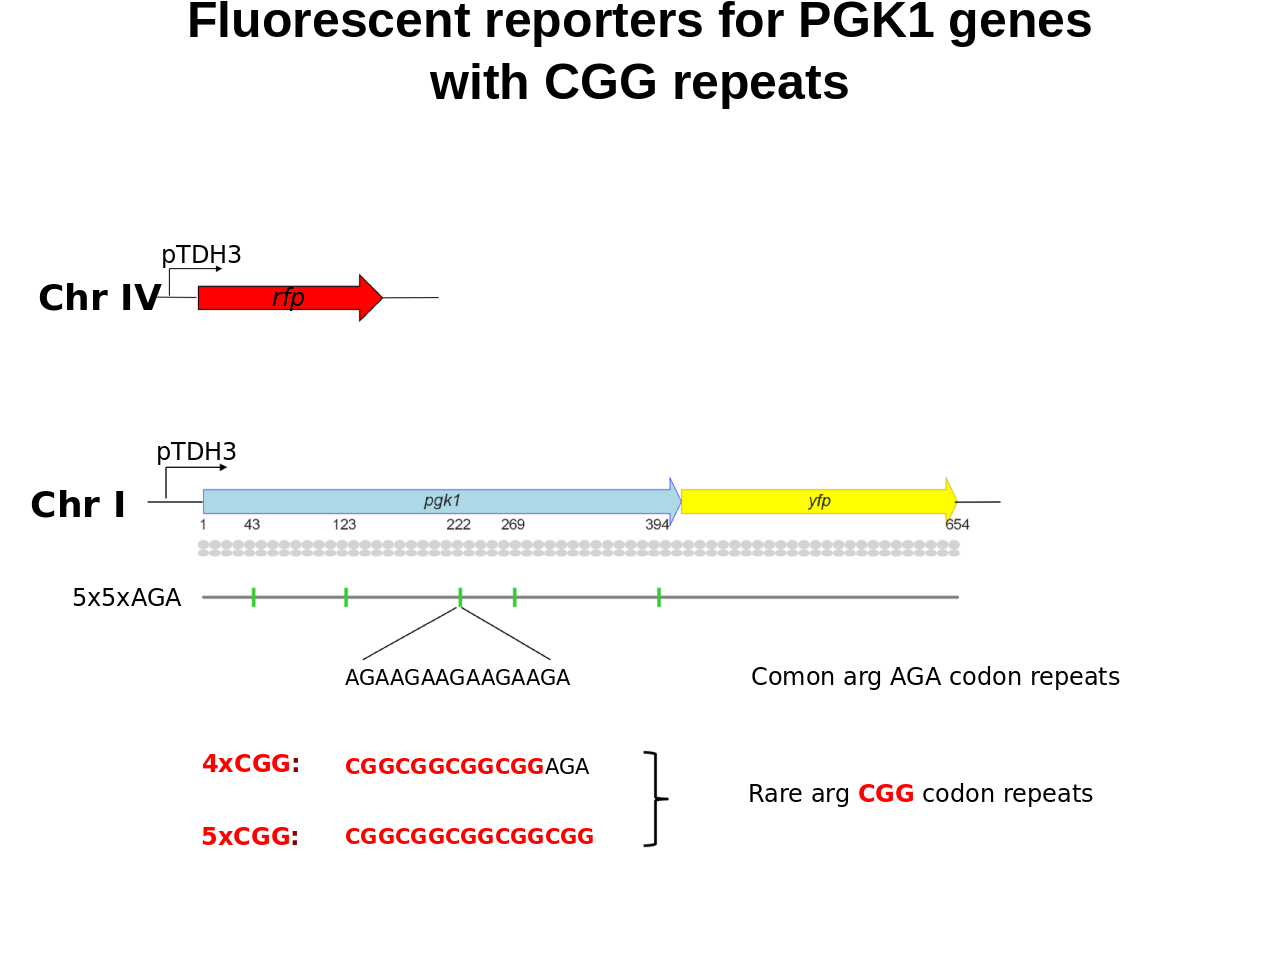 Fluorescent reporters for PGK1 genes
with CGG repeats
pTDH3
Chr IV
rfp
pTDH3
Chr I
pgk1
yfp
1 43 123 222 269 394 654
5x5xAGA
AGAAGAAGAAGAAGA
Comon arg AGA codon repeats
4xCGG: CGGCGGCGGCGGAGA
Rare arg CGG codon repeats
5xCGG: CGGCGGCGGCGGCGG